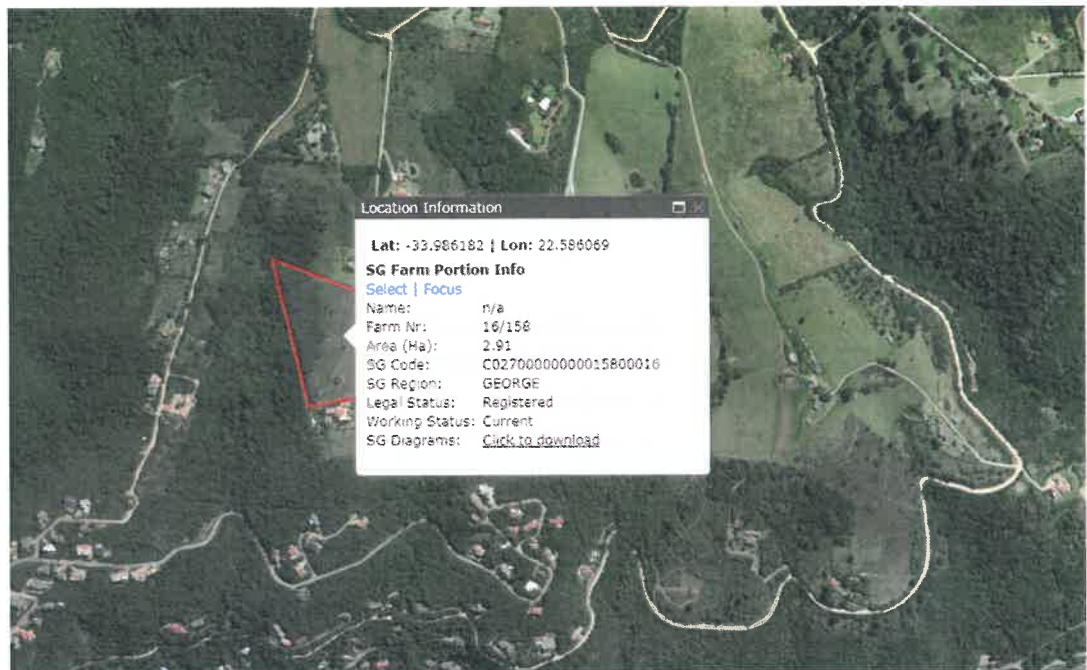 Location Information
Lat: -33.986182 | Lon: 22.586069
SG Farm Portion Info
Select | Focus
Name: n/a
Farm Nr: 16/158
Area (Ha): 2.91
SG Code: C02700000000015800016
SG Region: GEORGE
Legal Status: Registered
Working Status: Current
SG Diagrams: Click to download